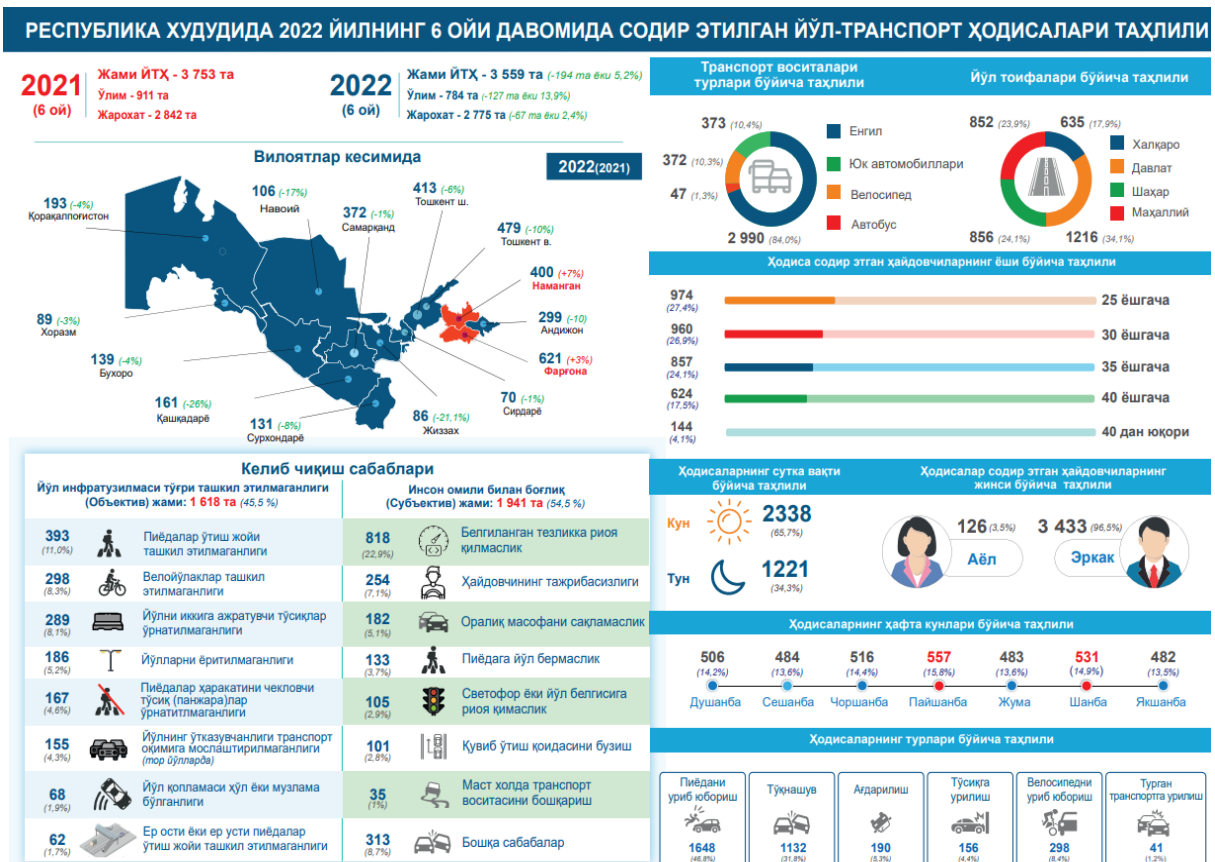 РЕСПУБЛИКА ХУДУДИДА 2022 ЙИЛНИНГ 6 ОЙИ ДАВОМИДА СОДИР ЭТИЛГАН ЙЎЛ-ТРАНСПОРТ ҲОДИСАЛАРИ ТАҲЛИЛИ
2021
(6 ой)
Жами ЙТҲ - 3 753 та
Ўлим - 911 та
Жарохат - 2 842 та
2022
(6 ой)
Жами ЙТҲ - 3 559 та (-194 та ёки 5,2%)
Ўлим - 784 та (-127 та ёки 13,9%)
Жарохат - 2 775 та (-67 та ёки 2,4%)
Вилоятлар кесимида
2022(2021)
193 (-4%)
Қорақалпоғистон
106 (-17%)
Навоий
372 (-1%)
Самарқанд
413 (-6%)
Тошкент ш.
479 (-10%)
Тошкент в.
400 (+7%)
Наманган
299 (-10)
Андижон
621 (+3%)
Фарғона
89 (-3%)
Хоразм
139 (-4%)
Бухоро
161 (-26%)
Қашқадарё
131 (-8%)
Сурхондарё
86 (-21,1%)
Жиззах
70 (-1%)
Сирдарё
Келиб чиқиш сабаблари
Йўл инфратузилмаси тўғри ташкил этилмаганлиги
(Объектив) жами: 1 618 та (45,5 %)
393
(11,0%)
Пиёдалар ўтиш жойи
ташкил этилмаганлиги
298
(8,3%)
Велойўлаклар ташкил
этилмаганлиги
289
(8,1%)
Йўлни иккига ажратувчи тўсиқлар
ўрнатилмаганлиги
186
(5,2%)
Йўлларни ёритилмаганлиги
167
(4,6%)
Пиёдалар ҳаракатини чекловчи
тўсиқ (панжара)лар
ўрнатитлмаганлиги
155
(4,3%)
Йўлнинг ўтказувчанлиги транспорт
оқимига мослаштирилмаганлиги
(тор йўлларда)
68
(1,9%)
Йўл қопламаси ҳўл ёки музлама
бўлганлиги
62
(1,7%)
Ер ости ёки ер усти пиёдалар
ўтиш жойи ташкил этилмаганлиги
Инсон омили билан боғлиқ
(Субъектив) жами: 1 941 та (54,5 %)
818
(22,9%)
Белгиланган тезликка риоя
қилмаслик
254
(7,1%)
Ҳайдовчининг тажрибасизлиги
182
(5,1%)
Оралиқ масофани сақламаслик
133
(3,7%)
Пиёдага йўл бермаслик
105
(2,9%)
Светофор ёки йўл белгисига
риоя қимаслик
101
(2,8%)
Қувиб ўтиш қоидасини бузиш
35
(1%)
Маст холда транспорт
воситасини бошқариш
313
(8,7%)
Бошқа сабабалар
Транспорт воситалари
турлари бўйича таҳлили
373 (10,4%)
372 (10,3%)
47 (1,3%)
2 990 (84,0%)
Енгил
Юк автомобиллари
Велосипед
Автобус
Йўл тоифалари бўйича таҳлили
852 (23,9%)
635 (17,9%)
856 (24,1%)
1216 (34,1%)
Халқаро
Давлат
Шаҳар
Маҳаллий
Ҳодиса содир этган ҳайдовчиларнинг ёши бўйича таҳлили
974
(27,4%)
25 ёшгача
960
(26,9%)
30 ёшгача
857
(24,1%)
35 ёшгача
624
(17,5%)
40 ёшгача
144
(4,1%)
40 дан юқори
Ҳодисаларнинг сутка вақти
бўйича таҳлили
Кун
2338
(65,7%)
Тун
1221
(34,3%)
Ҳодисалар содир этган ҳайдовчиларнинг
жинси бўйича таҳлили
126 (3,5%)
Аёл
3 433 (96,5%)
Эркак
Ҳодисаларнинг ҳафта кунлари бўйича таҳлили
506
(14,2%)
Душанба
484
(13,6%)
Сешанба
516
(14,4%)
Чоршанба
557
(15,8%)
Пайшанба
483
(13,6%)
Жума
531
(14,9%)
Шанба
482
(13,5%)
Якшанба
Ҳодисаларнинг турлари бўйича таҳлили
Пиёдани
уриб юбориш
1648
(46,8%)
Тўқнашув
1132
(31,8%)
Ағдарилиш
190
(5,3%)
Тўсиқга
урилиш
156
(4,4%)
Велосипедни
уриб юбориш
298
(8,4%)
Турган
транспортга урилиш
41
(1,2%)